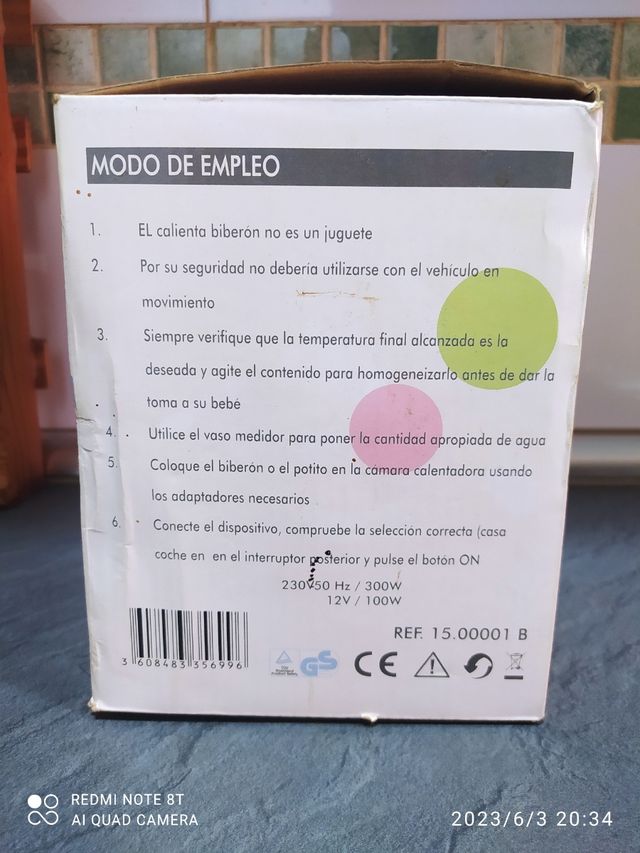 MODO DE EMPLEO
1. EL calienta biberón no es un juguete
2. Por su seguridad no debería utilizarse con el vehículo en
movimiento
3. Siempre verifique que la temperatura final alcanzada es la
deseada y agite el contenido para homogeneizarlo antes de dar la
toma a su bebé
4. Utilice el vaso medidor para poner la cantidad apropiada de agua
5. Coloque el biberón o el potito en la cámara calentadora usando
los adaptadores necesarios
6. Conecte el dispositivo, compruebe la selección correcta (casa
coche en en el interruptor posterior y pulse el botón ON
230V50 Hz / 300W
12V / 100W
REF. 15.00001 B
3 608483 356996
GS CE
REDMI NOTE 8T
AI QUAD CAMERA
2023/6/3 20:34